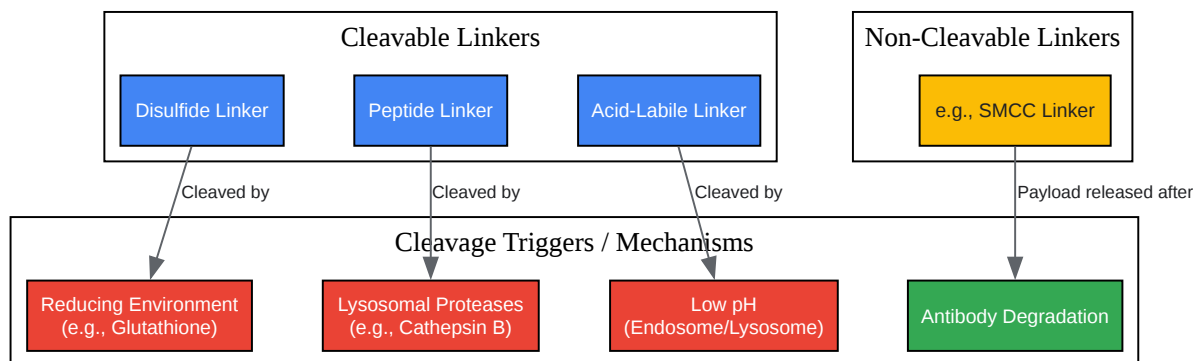 Cleavable Linkers
Non-Cleavable Linkers
Disulfide Linker
Peptide Linker
Acid-Labile Linker
e.g., SMCC Linker
Cleaved by
Cleaved by
Cleaved by
Payload released after
Cleavage Triggers / Mechanisms
Reducing Environment
(e.g., Glutathione)
Lysosomal Proteases
(e.g., Cathepsin B)
Low pH
(Endosome/Lysosome)
Antibody Degradation